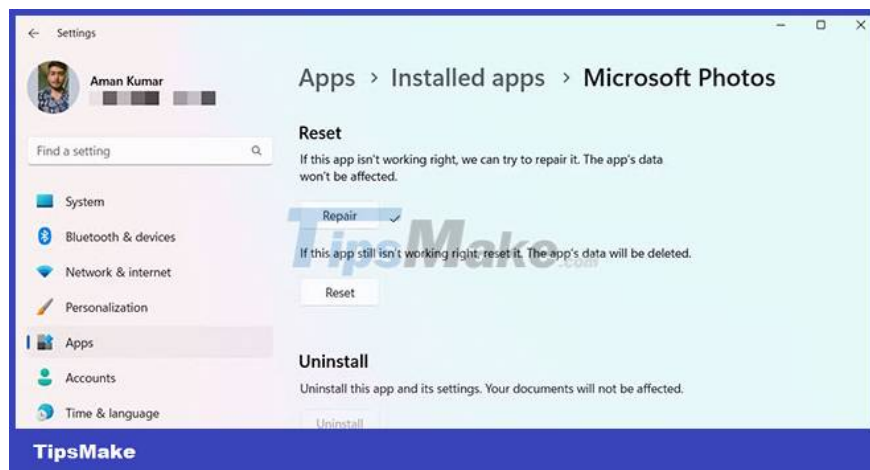 Settings
Aman Kumar
Find a setting
System
Bluetooth & devices
Network & internet
Personalization
Apps
Accounts
Time & language
Apps > Installed apps > Microsoft Photos
Reset
If this app isn't working right, we can try to repair it. The app's data
won't be affected.
Repair
If this app still isn't working right, reset it. The app's data will be deleted.
Reset
Uninstall
Uninstall this app and its settings. Your documents will not be affected.
Uninstall
TipsMake.com
TipsMake